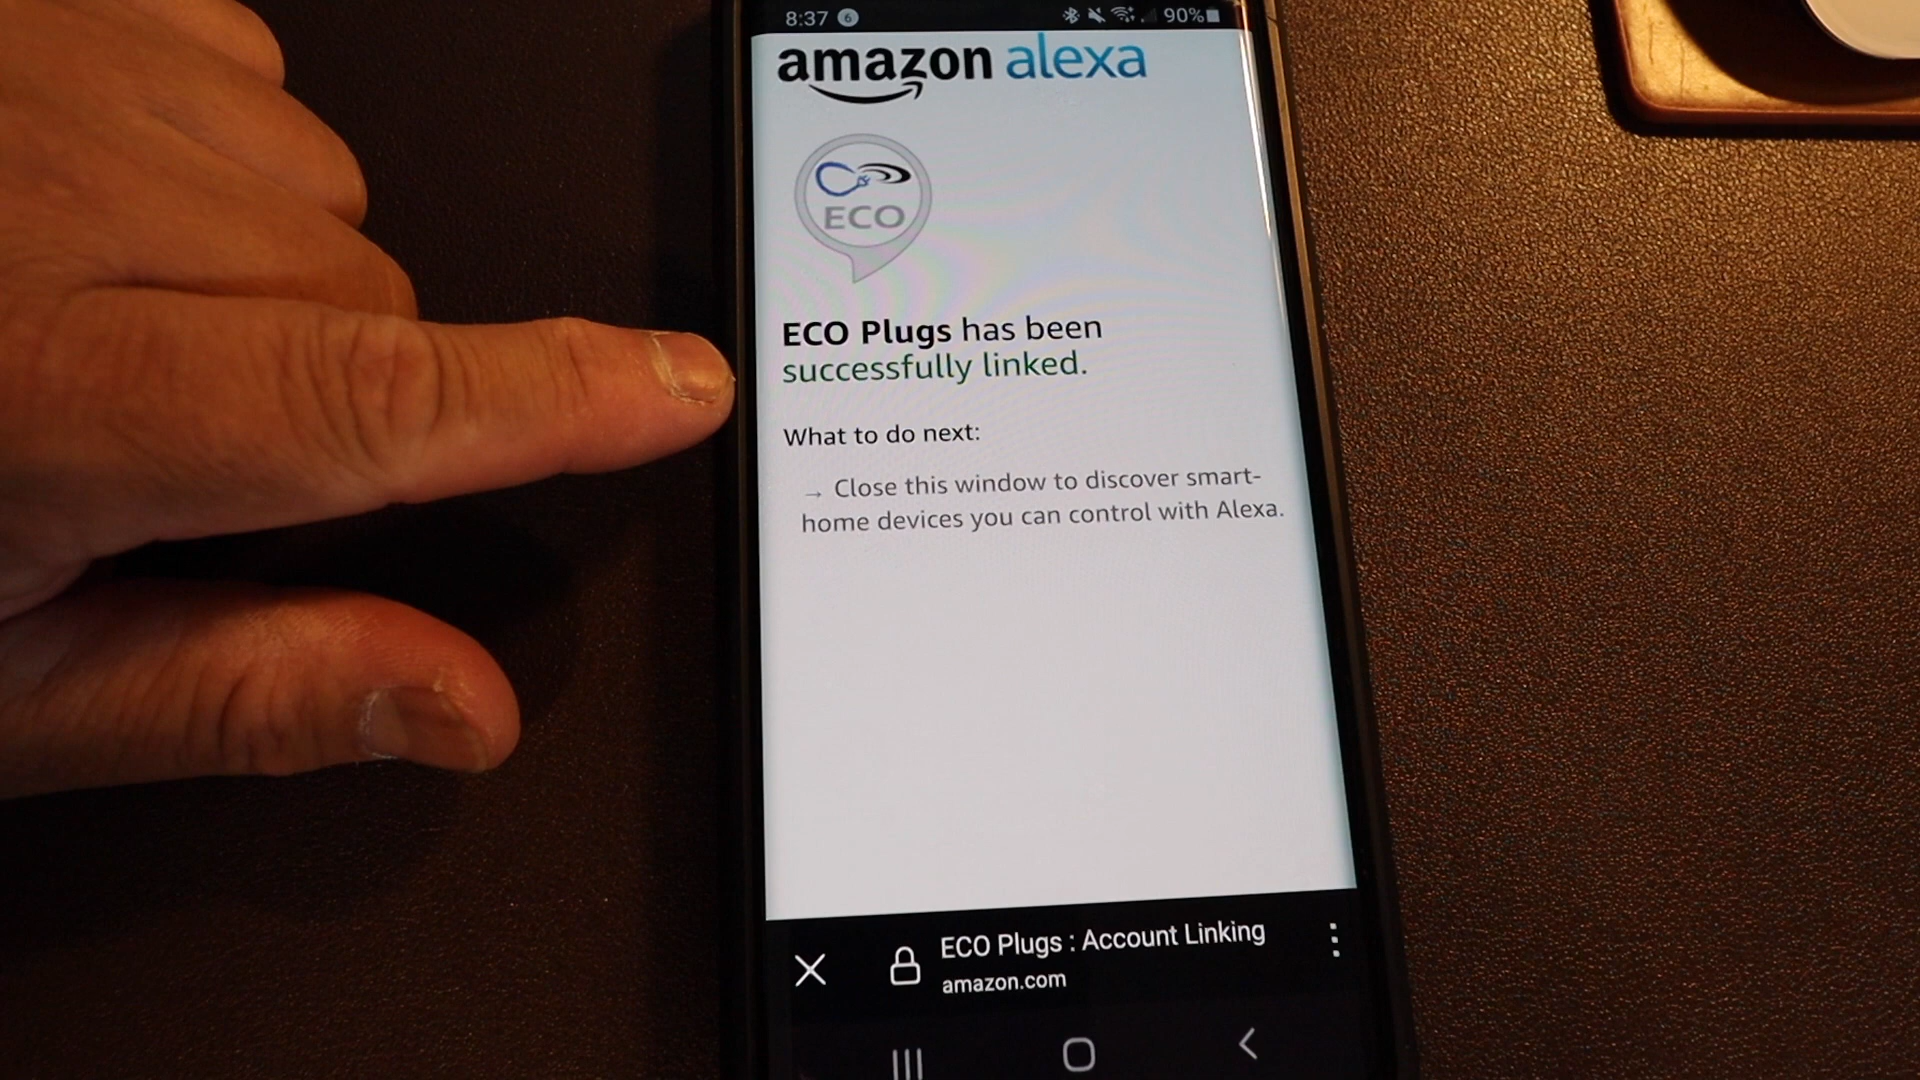 8:37 6 90%
amazon alexa
ECO
ECO Plugs has been
successfully linked.
What to do next:
→ Close this window to discover smart-
home devices you can control with Alexa.
ECO Plugs : Account Linking
amazon.com